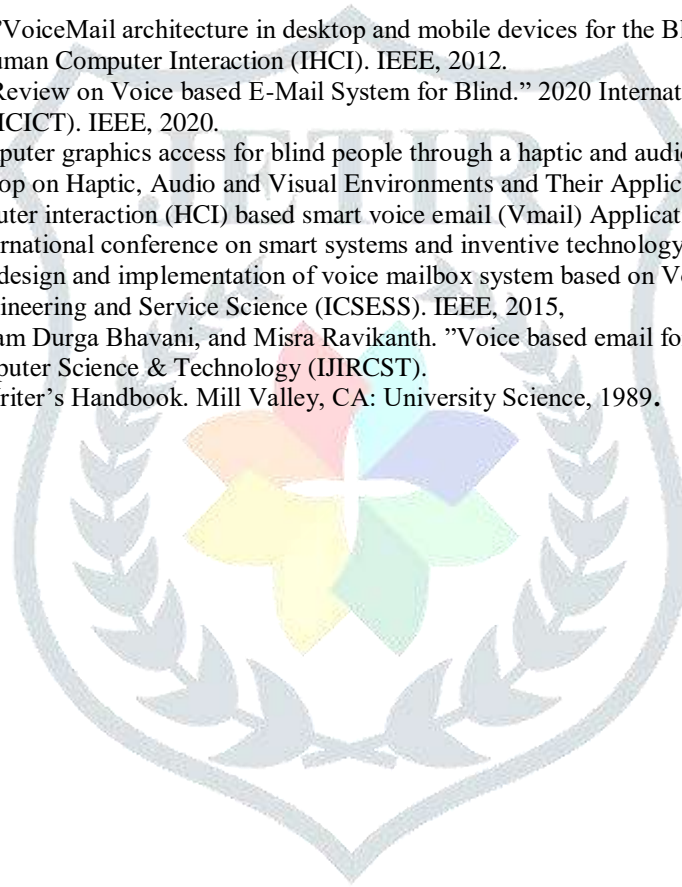 ”VoiceMail architecture in desktop and mobile devices for the Bl
uman Computer Interaction (IHCI). IEEE, 2012.
Review on Voice based E-Mail System for Blind.” 2020 Internat
ICICT). IEEE, 2020.
puter graphics access for blind people through a haptic and audio
op on Haptic, Audio and Visual Environments and Their Applic
uter interaction (HCI) based smart voice email (Vmail) Applicat
ernational conference on smart systems and inventive technology
design and implementation of voice mailbox system based on Vo
gineering and Service Science (ICSESS). IEEE, 2015,
am Durga Bhavani, and Misra Ravikanth. ”Voice based email fo
puter Science & Technology (IJIRCST).
riter’s Handbook. Mill Valley, CA: University Science, 1989.
JETIR